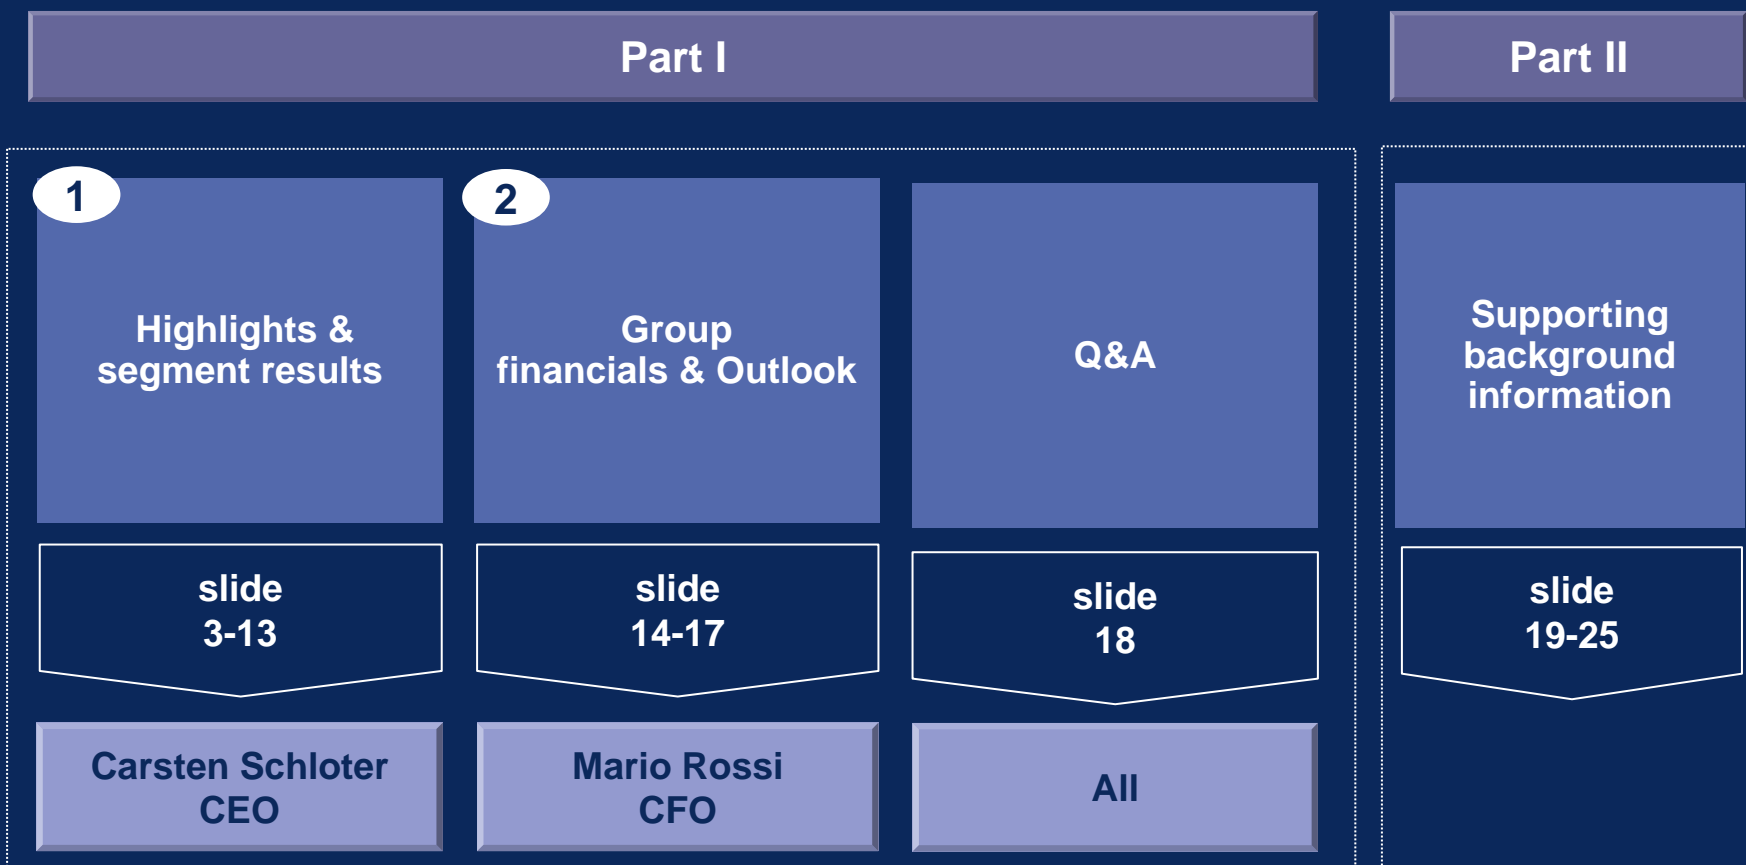 Part I
Part II
1
Highlights &
segment results
slide
3-13
Carsten Schloter
CEO
2
Group
financials & Outlook
slide
14-17
Mario Rossi
CFO
Q&A
slide
18
All
Supporting
background
information
slide
19-25